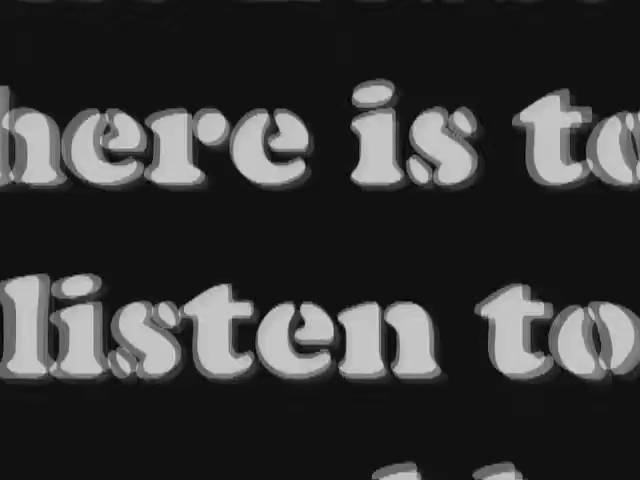 here is to
listen to